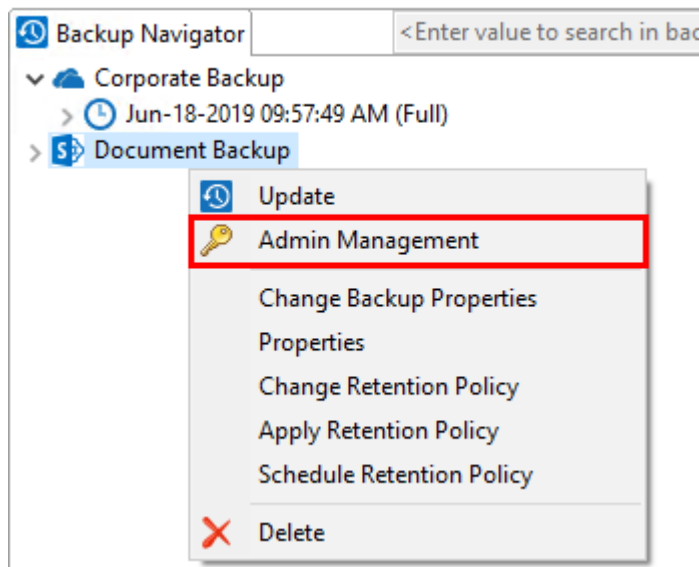 Backup Navigator
<Enter value to search in bac
Corporate Backup
Jun-18-2019 09:57:49 AM (Full)
Document Backup
Update
Admin Management
Change Backup Properties
Properties
Change Retention Policy
Apply Retention Policy
Schedule Retention Policy
Delete